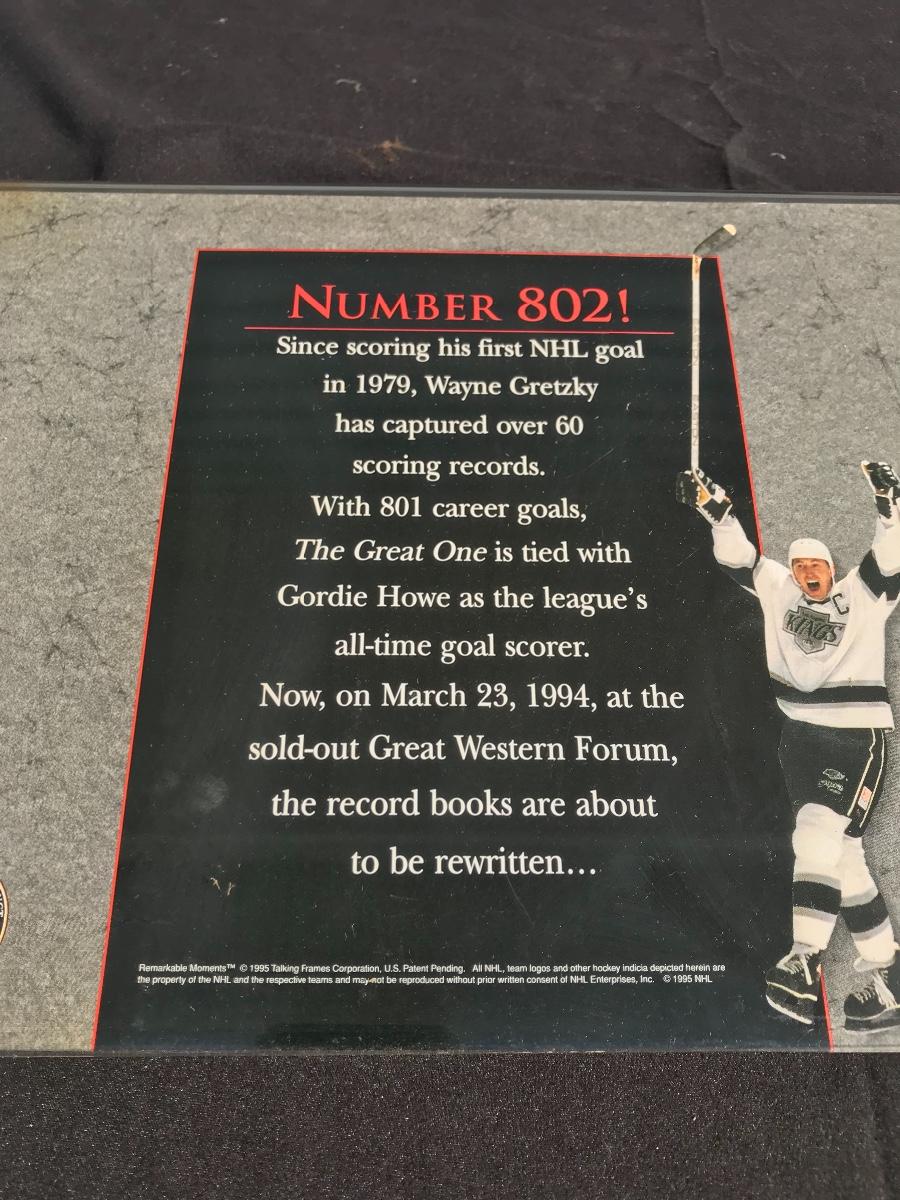 NUMBER 802!
Since scoring his first NHL goal
in 1979, Wayne Gretzky
has captured over 60
scoring records.
With 801 career goals,
The Great One is tied with
Gordie Howe as the league's
all-time goal scorer.
Now, on March 23, 1994, at the
sold-out Great Western Forum,
the record books are about
to be rewritten...
C
KINGS
Remarkable Moments™ © 1995 Talking Frames Corporation, U.S. Patent Pending. All NHL, team logos and other hockey indicia depicted herein are
the property of the NHL and the respective teams and may not be reproduced without prior written consent of NHL Enterprises, Inc. © 1995 NHL